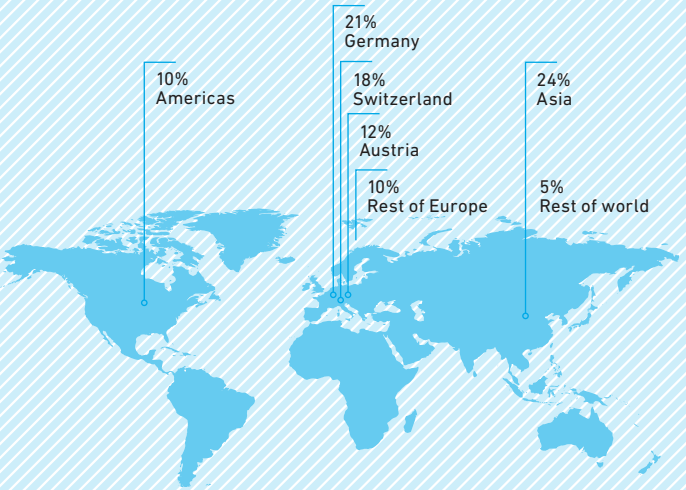 21%
Germany
10%
Americas
18%
Switzerland
24%
Asia
12%
Austria
10%
Rest of Europe
5%
Rest of world